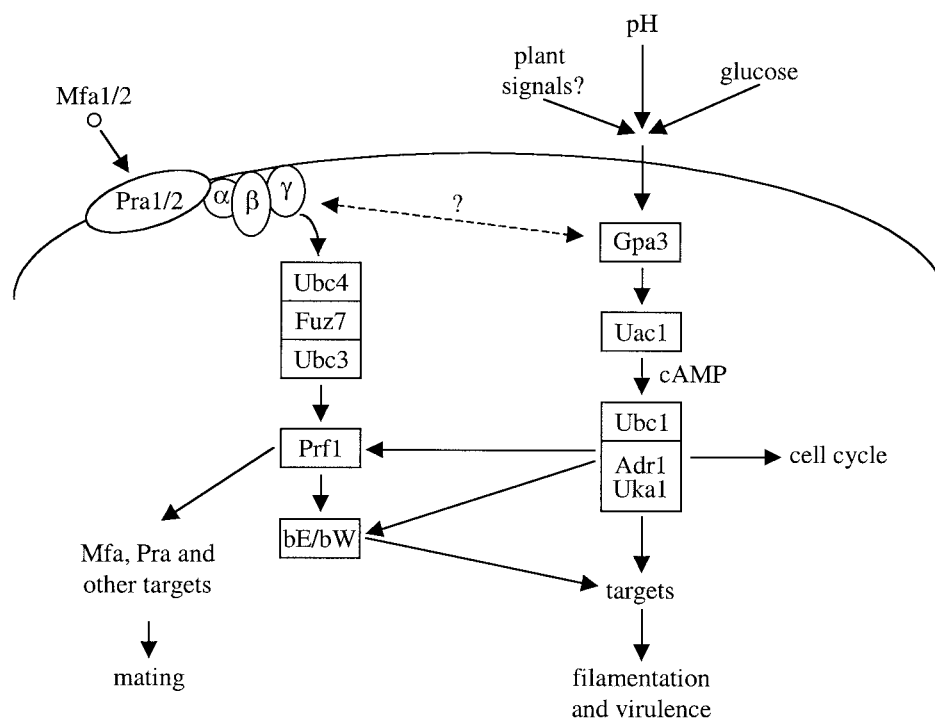 pH
plant
signals?
glucose
Mfa1/2
Pra1/2
α
β
γ
?
Gpa3
Ubc4
Fuz7
Ubc3
Uac1
cAMP
Ubc1
Adr1
Uka1
cell cycle
Prf1
bE/bW
Mfa, Pra and
other targets
targets
mating
filamentation
and virulence